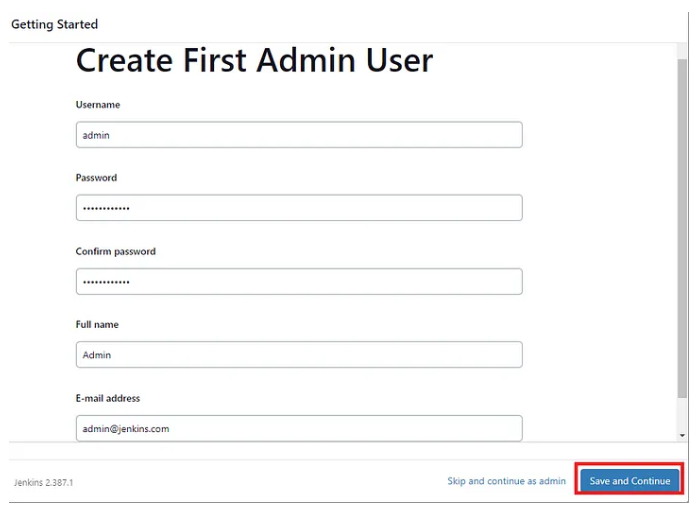 Getting Started
Create First Admin User
Username
admin
Password
••••••••••••
Confirm password
••••••••••••
Full name
Admin
E-mail address
admin@jenkins.com
Jenkins 2.387.1
Skip and continue as admin
Save and Continue